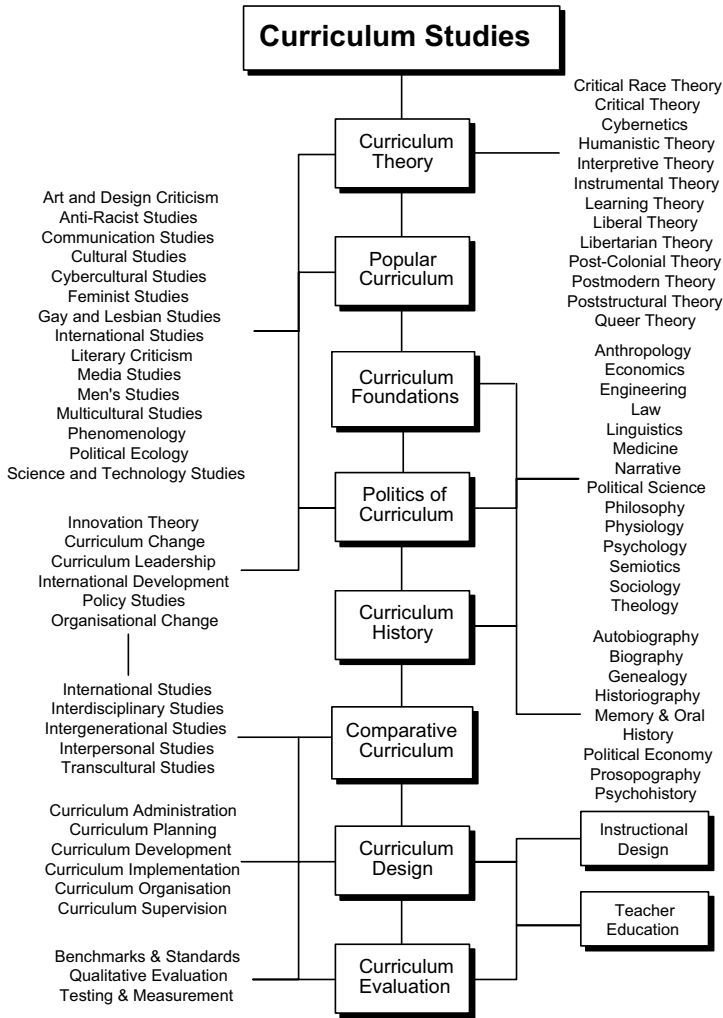 Curriculum Studies
Curriculum
Theory
Critical Race Theory
Critical Theory
Cybernetics
Humanistic Theory
Interpretive Theory
Instrumental Theory
Learning Theory
Liberal Theory
Libertarian Theory
Post-Colonial Theory
Postmodern Theory
Poststructural Theory
Queer Theory
Art and Design Criticism
Anti-Racist Studies
Communication Studies
Cultural Studies
Cybercultural Studies
Feminist Studies
Gay and Lesbian Studies
International Studies
Literary Criticism
Media Studies
Men's Studies
Multicultural Studies
Phenomenology
Political Ecology
Science and Technology Studies
Popular
Curriculum
Curriculum
Foundations
Anthropology
Economics
Engineering
Law
Linguistics
Medicine
Narrative
Political Science
Philosophy
Physiology
Psychology
Semiotics
Sociology
Theology
Politics of
Curriculum
Innovation Theory
Curriculum Change
Curriculum Leadership
International Development
Policy Studies
Organisational Change
Curriculum
History
Autobiography
Biography
Genealogy
Historiography
Memory & Oral
History
Political Economy
Prosopography
Psychohistory
International Studies
Interdisciplinary Studies
Intergenerational Studies
Interpersonal Studies
Transcultural Studies
Comparative
Curriculum
Curriculum Administration
Curriculum Planning
Curriculum Development
Curriculum Implementation
Curriculum Organisation
Curriculum Supervision
Curriculum
Design
Instructional
Design
Teacher
Education
Benchmarks & Standards
Qualitative Evaluation
Testing & Measurement
Curriculum
Evaluation